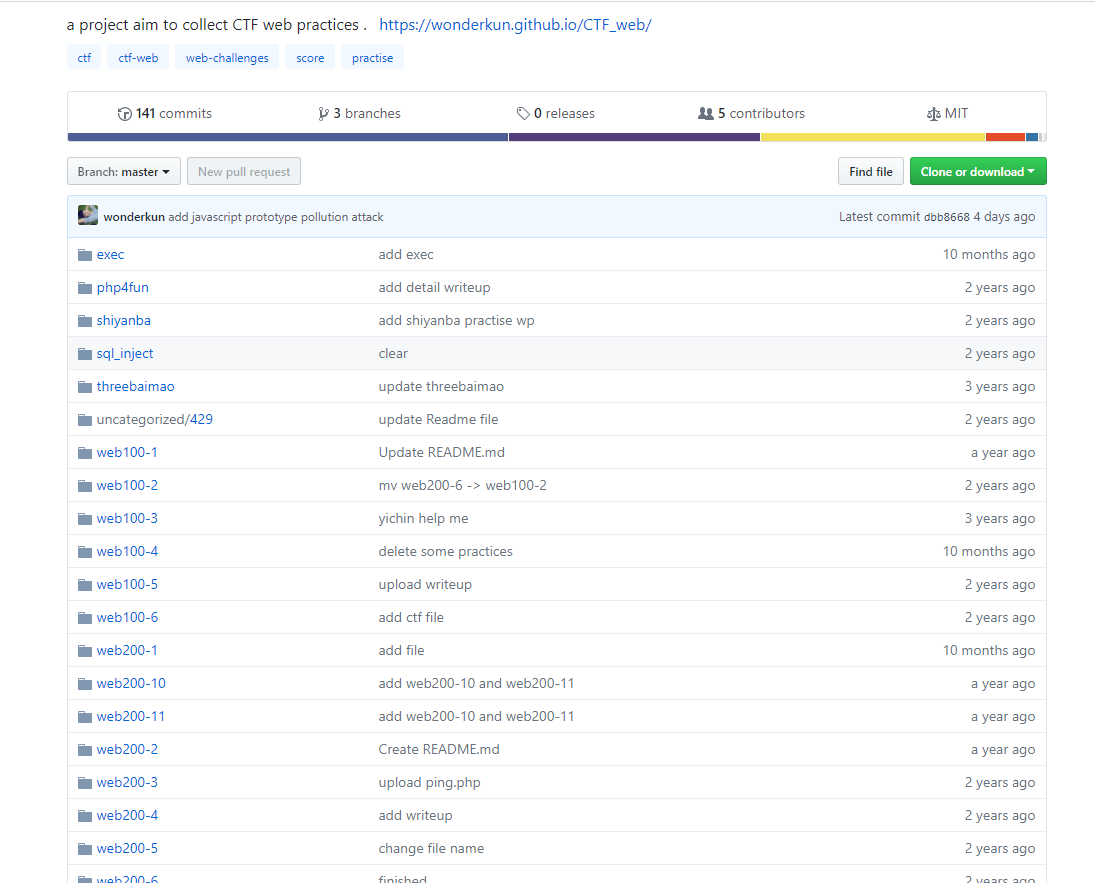 a project aim to collect CTF web practices . https://wonderkun.github.io/CTF_web/
ctf ctf-web web-challenges score practise
141 commits 3 branches 0 releases 5 contributors MIT
Branch: master New pull request Find file Clone or download
wonderkun add javascript prototype pollution attack Latest commit dbb8668 4 days ago
exec add exec 10 months ago
php4fun add detail writeup 2 years ago
shiyanba add shiyanba practise wp 2 years ago
sql_inject clear 2 years ago
threebaimao update threebaimao 3 years ago
uncategorized/429 update Readme file 2 years ago
web100-1 Update README.md a year ago
web100-2 mv web200-6 -> web100-2 2 years ago
web100-3 yichin help me 3 years ago
web100-4 delete some practices 10 months ago
web100-5 upload writeup 2 years ago
web100-6 add ctf file 2 years ago
web200-1 add file 10 months ago
web200-10 add web200-10 and web200-11 a year ago
web200-11 add web200-10 and web200-11 a year ago
web200-2 Create README.md a year ago
web200-3 upload ping.php 2 years ago
web200-4 add writeup 2 years ago
web200-5 change file name 2 years ago
web200-6 finished 2 years ago